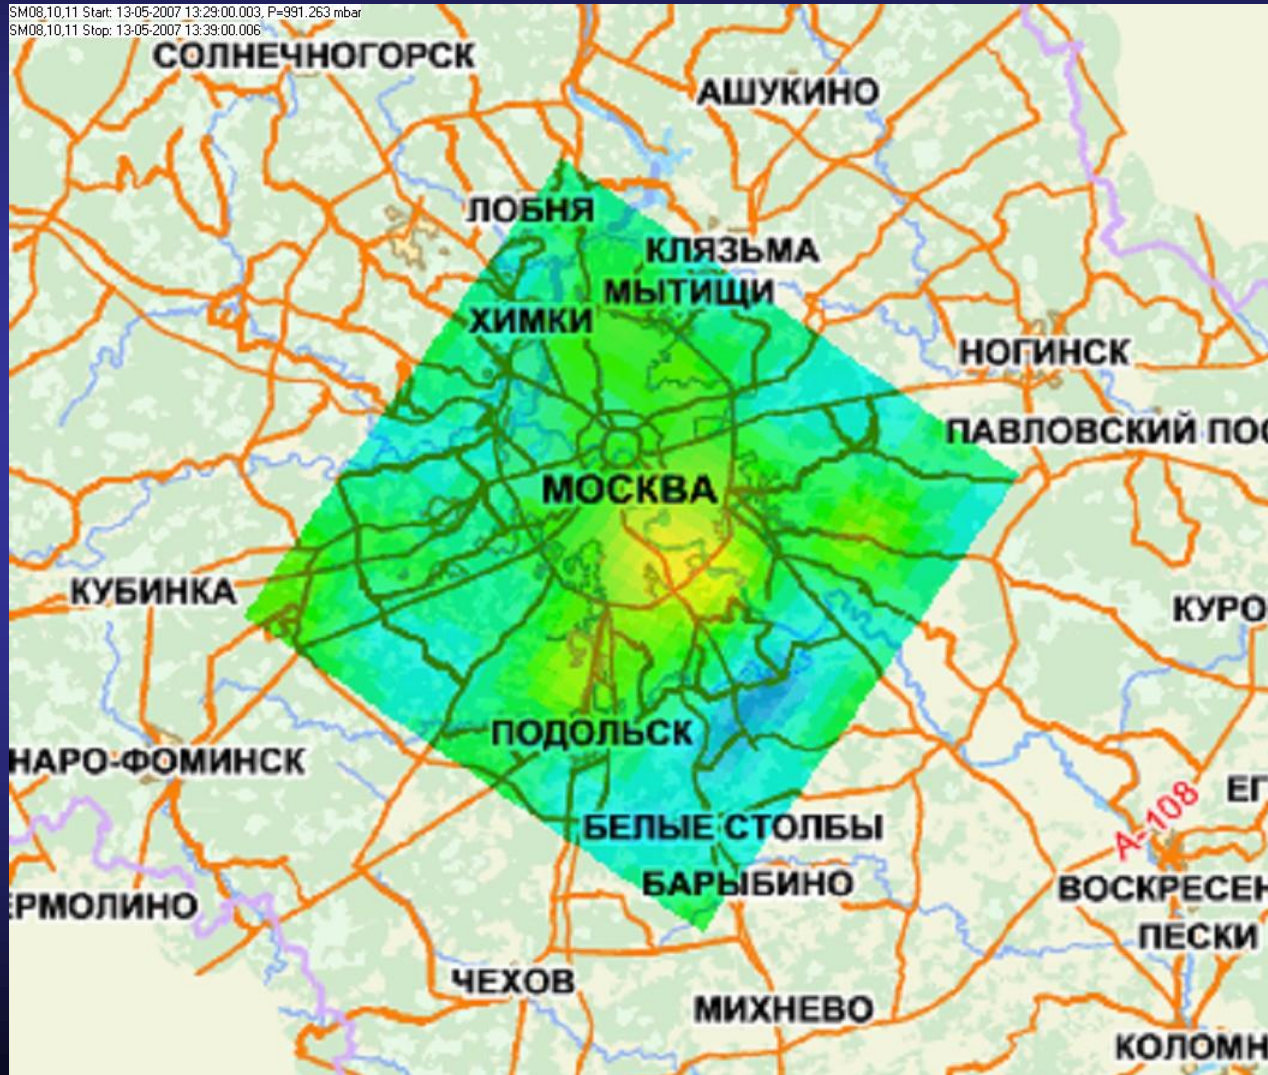 SM08,10,11 Start: 13-05-2007 13:29:00.003, P=991.263 mbar
SM08,10,11 Stop: 13-05-2007 13:39:00.006
СОЛНЕЧНОГОРСК
АШУКИНО
ЛОБНЯ
КЛЯЗЬМА
МЫТИЩИ
ХИМКИ
НОГИНСК
ПАВЛОВСКИЙ ПОС
МОСКВА
КУБИНКА
КУРО
ПОДОЛЬСК
НАРО-ФОМИНСК
ЕГ
А-108
БЕЛЫЕ СТОЛБЫ
БАРЫБИНО
ВОСКРЕСЕН
ЕРМОЛИНО
ПЕСКИ
ЧЕХОВ
МИХНЕВО
КОЛОМН